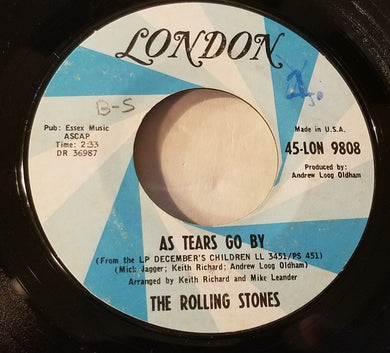 LONDON
B-S
Pub: Essex Music
ASCAP
Time: 2:33
DR 36987
Made in U.S.A.
45-LON 9808
Produced by:
Andrew Loog Oldham
AS TEARS GO BY
(From the LP DECEMBER'S CHILDREN LL 3451/PS 451)
(Mick Jagger; Keith Richard; Andrew Loog Oldham)
Arranged by Keith Richard and Mike Leander
THE ROLLING STONES